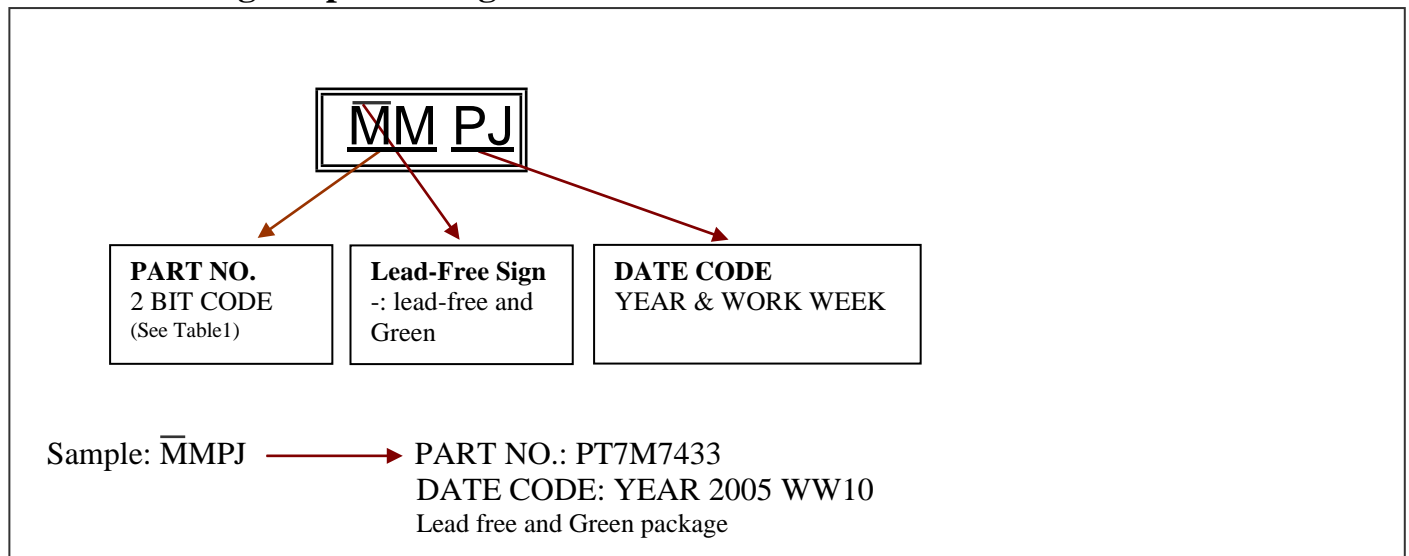 M̅M PJ
PART NO.
2 BIT CODE
(See Table1)
Lead-Free Sign
-: lead-free and
Green
DATE CODE
YEAR & WORK WEEK
Sample: M̅MPJ PART NO.: PT7M7433
DATE CODE: YEAR 2005 WW10
Lead free and Green package